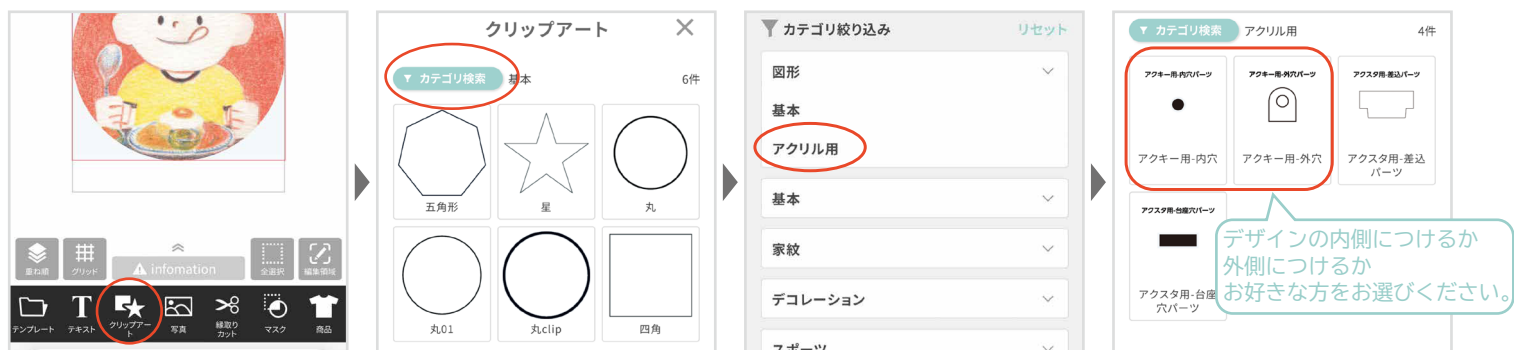 重ね順
グリッド
infomation
全選択
編集領域
テンプレート
T
テキスト
クリップアー
ト
写真
縁取り
カット
マスク
商品
クリップアート
カテゴリ検索 基本 6件
五角形
星
丸
丸01
丸clip
四角
カテゴリ絞り込み リセット
図形
基本
アクリル用
基本
家紋
デコレーション
スポーツ
カテゴリ検索 アクリル用 4件
アクキー用-内穴パーツ
アクキー用-内穴
アクキー用-外穴パーツ
アクキー用-外穴
アクスタ用-差込パーツ
アクスタ用-差込
パーツ
アクスタ用-台座穴パーツ
アクスタ用-台座
穴パーツ
デザインの内側につけるか
外側につけるか
お好きな方をお選びください。